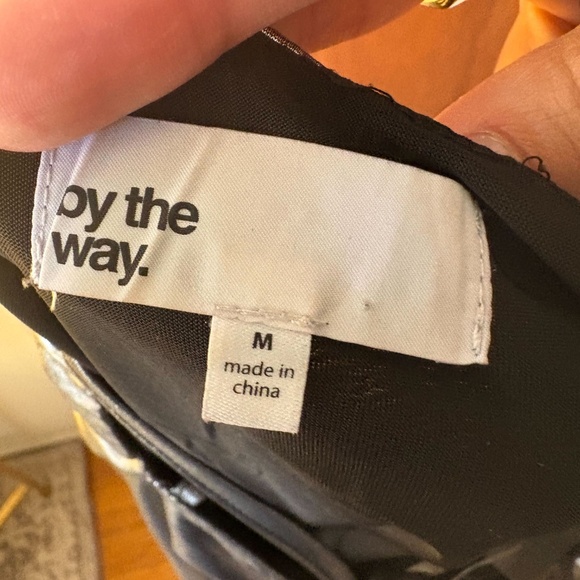 by the
way.
M
made in
china